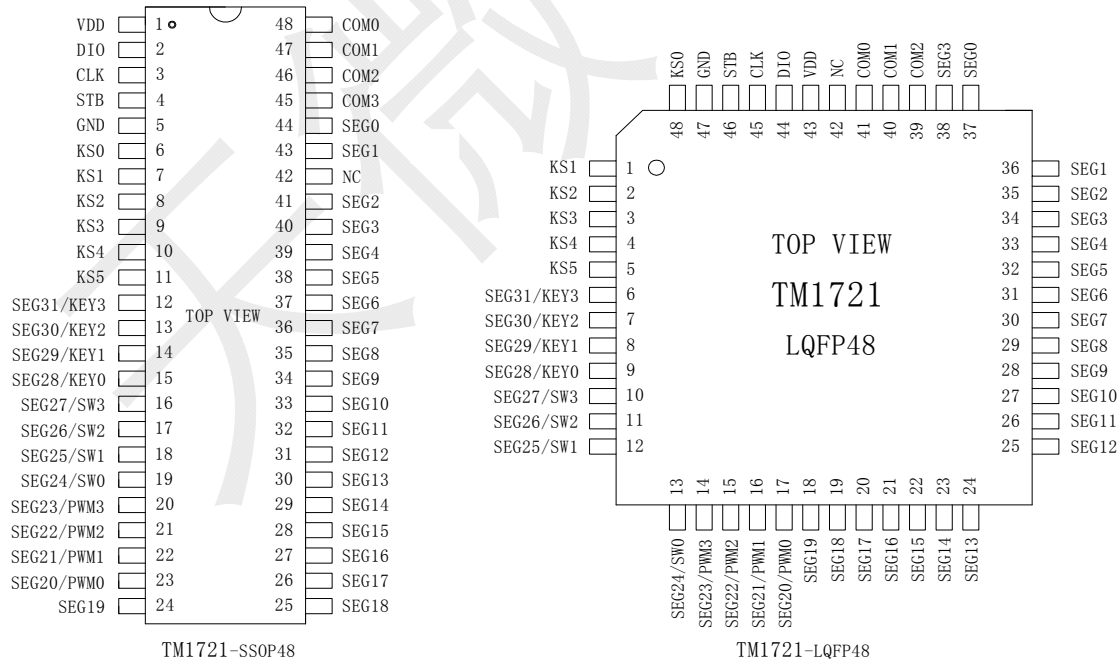 VDD 1 48 COM0
DIO 2 47 COM1
CLK 3 46 COM2
STB 4 45 COM3
GND 5 44 SEG0
KS0 6 43 SEG1
KS1 7 42 NC
KS2 8 41 SEG2
KS3 9 40 SEG3
KS4 10 39 SEG4
KS5 11 38 SEG5
SEG31/KEY3 12 37 SEG6
TOP VIEW
SEG30/KEY2 13 36 SEG7
SEG29/KEY1 14 35 SEG8
SEG28/KEY0 15 34 SEG9
SEG27/SW3 16 33 SEG10
SEG26/SW2 17 32 SEG11
SEG25/SW1 18 31 SEG12
SEG24/SW0 19 30 SEG13
SEG23/PWM3 20 29 SEG14
SEG22/PWM2 21 28 SEG15
SEG21/PWM1 22 27 SEG16
SEG20/PWM0 23 26 SEG17
SEG19 24 25 SEG18
TM1721-SSOP48
KS0 GND STB CLK DIO VDD NC COM0 COM1 COM2 SEG3 SEG0
48 47 46 45 44 43 42 41 40 39 38 37
KS1 1 36 SEG1
KS2 2 35 SEG2
KS3 3 34 SEG3
KS4 4 33 SEG4
KS5 5 32 SEG5
SEG31/KEY3 6 31 SEG6
SEG30/KEY2 7 30 SEG7
SEG29/KEY1 8 29 SEG8
SEG28/KEY0 9 28 SEG9
SEG27/SW3 10 27 SEG10
SEG26/SW2 11 26 SEG11
SEG25/SW1 12 25 SEG12
TOP VIEW
TM1721
LQFP48
13 14 15 16 17 18 19 20 21 22 23 24
SEG24/SW0 SEG23/PWM3 SEG22/PWM2 SEG21/PWM1 SEG20/PWM0 SEG19 SEG18 SEG17 SEG16 SEG15 SEG14 SEG13
TM1721-LQFP48